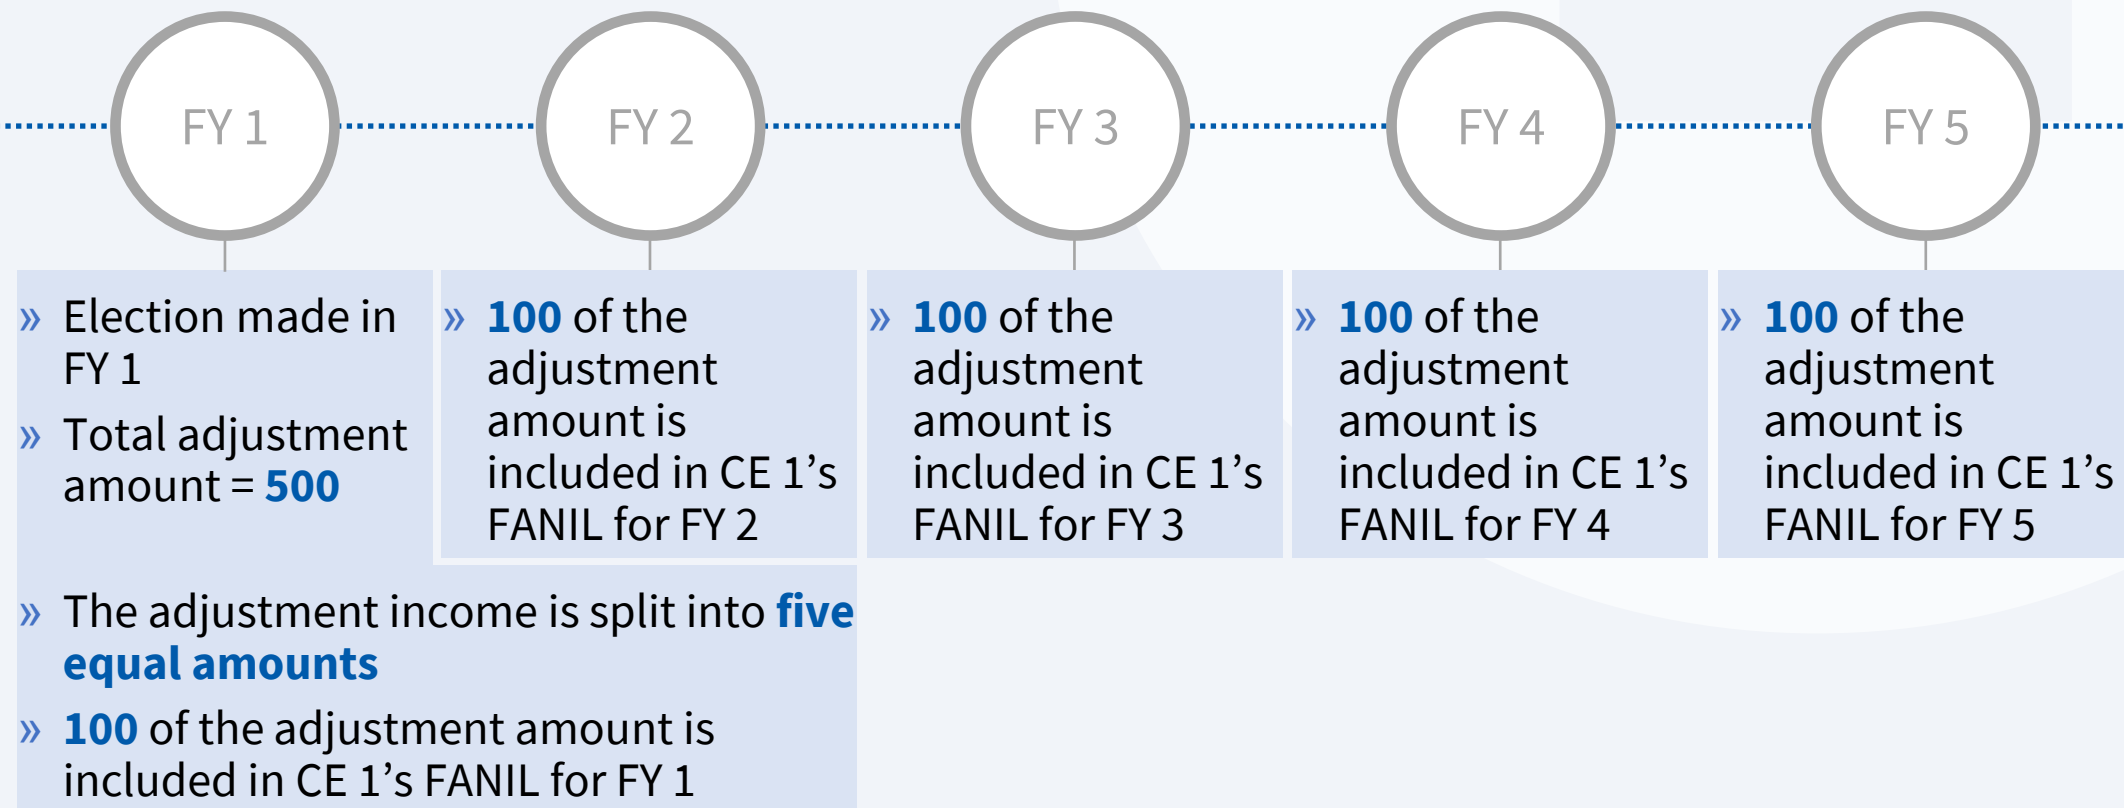 FY 1
FY 2
FY 3
FY 4
FY 5
» Election made in
FY 1
» Total adjustment
amount = 500
» The adjustment income is split into five
equal amounts
» 100 of the adjustment amount is
included in CE 1’s FANIL for FY 1
» 100 of the
adjustment
amount is
included in CE 1’s
FANIL for FY 2
» 100 of the
adjustment
amount is
included in CE 1’s
FANIL for FY 3
» 100 of the
adjustment
amount is
included in CE 1’s
FANIL for FY 4
» 100 of the
adjustment
amount is
included in CE 1’s
FANIL for FY 5